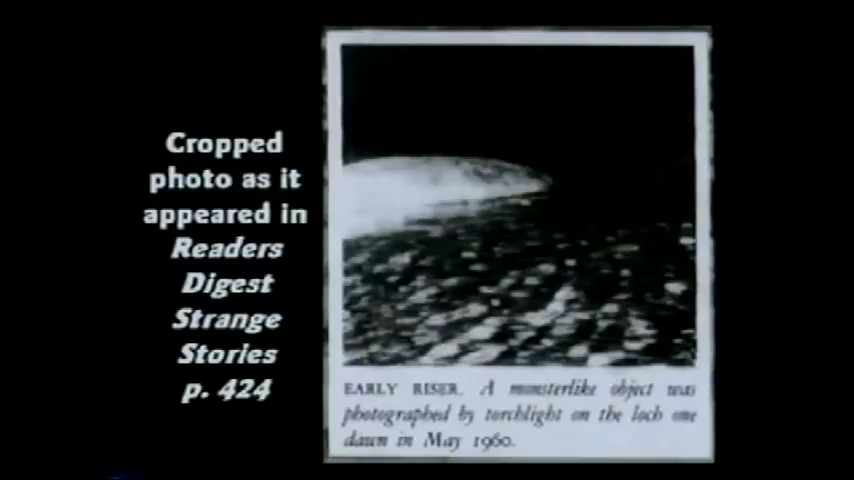 Cropped
photo as it
appeared in
Readers
Digest
Strange
Stories
p. 424
EARLY RISER. A monsterlike object was
photographed by torchlight on the loch one
dawn in May 1960.